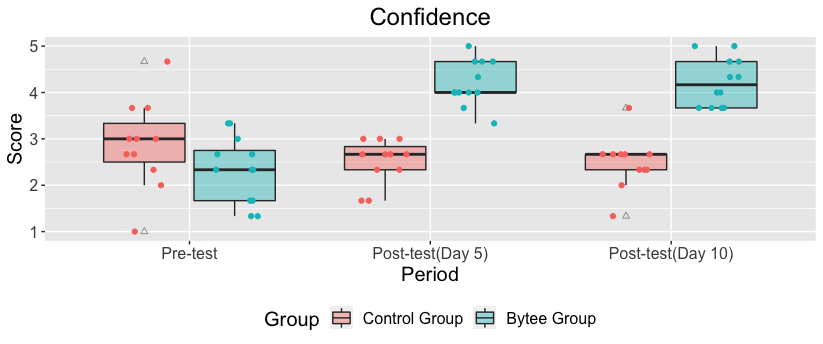 Confidence
Score
5
4
3
2
1
Pre-test
Post-test(Day 5)
Post-test(Day 10)
Period
Group
Control Group
Bytee Group